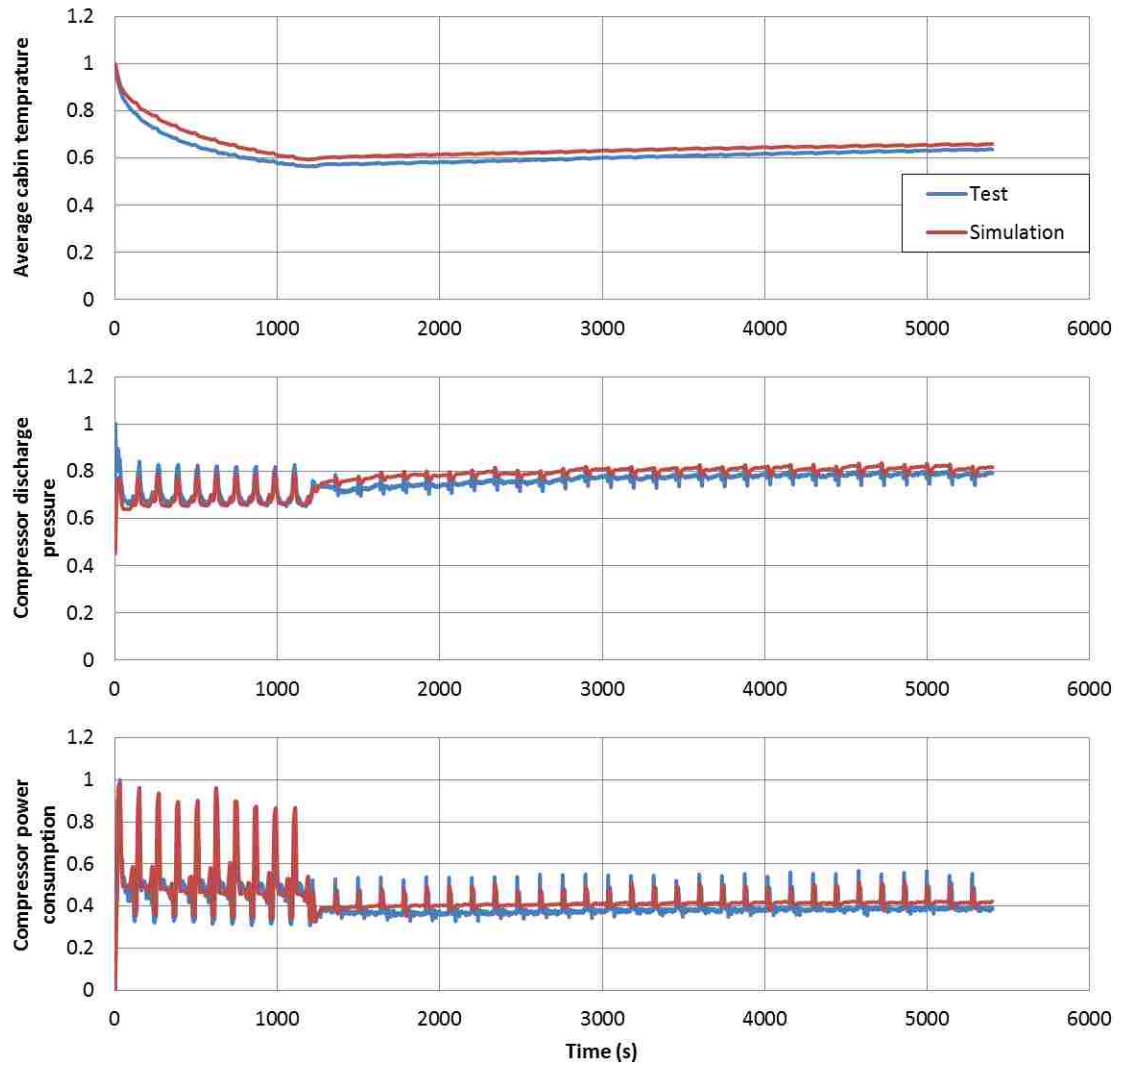 Average cabin temprature
1.2
1
0.8
0.6
0.4
0.2
0
0 1000 2000 3000 4000 5000 6000
Test
Simulation
Compressor discharge
pressure
1.2
1
0.8
0.6
0.4
0.2
0
0 1000 2000 3000 4000 5000 6000
Compressor power
consumption
1.2
1
0.8
0.6
0.4
0.2
0
0 1000 2000 3000 4000 5000 6000
Time (s)